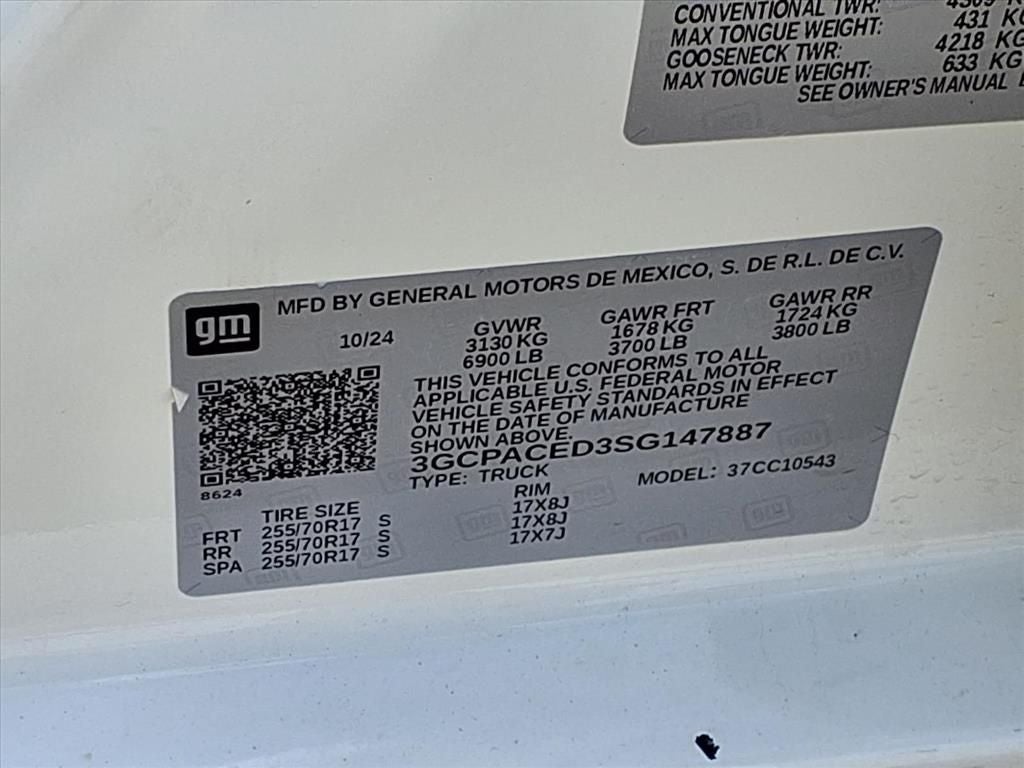 CONVENTIONAL TWR:
MAX TONGUE WEIGHT: 431 KG
GOOSENECK TWR: 4218 KG
MAX TONGUE WEIGHT: 633 KG
SEE OWNER'S MANUAL
gm
MFD BY GENERAL MOTORS DE MEXICO, S. DE R.L. DE C.V.
10/24 GVWR GAWR FRT GAWR RR
3130 KG 1678 KG 1724 KG
6900 LB 3700 LB 3800 LB
THIS VEHICLE CONFORMS TO ALL
APPLICABLE U.S. FEDERAL MOTOR
VEHICLE SAFETY STANDARDS IN EFFECT
ON THE DATE OF MANUFACTURE
SHOWN ABOVE.
3GCPACED3SG147887
TYPE: TRUCK MODEL: 37CC10543
8624
TIRE SIZE RIM
FRT 255/70R17 S 17X8J
RR 255/70R17 S 17X8J
SPA 255/70R17 S 17X7J